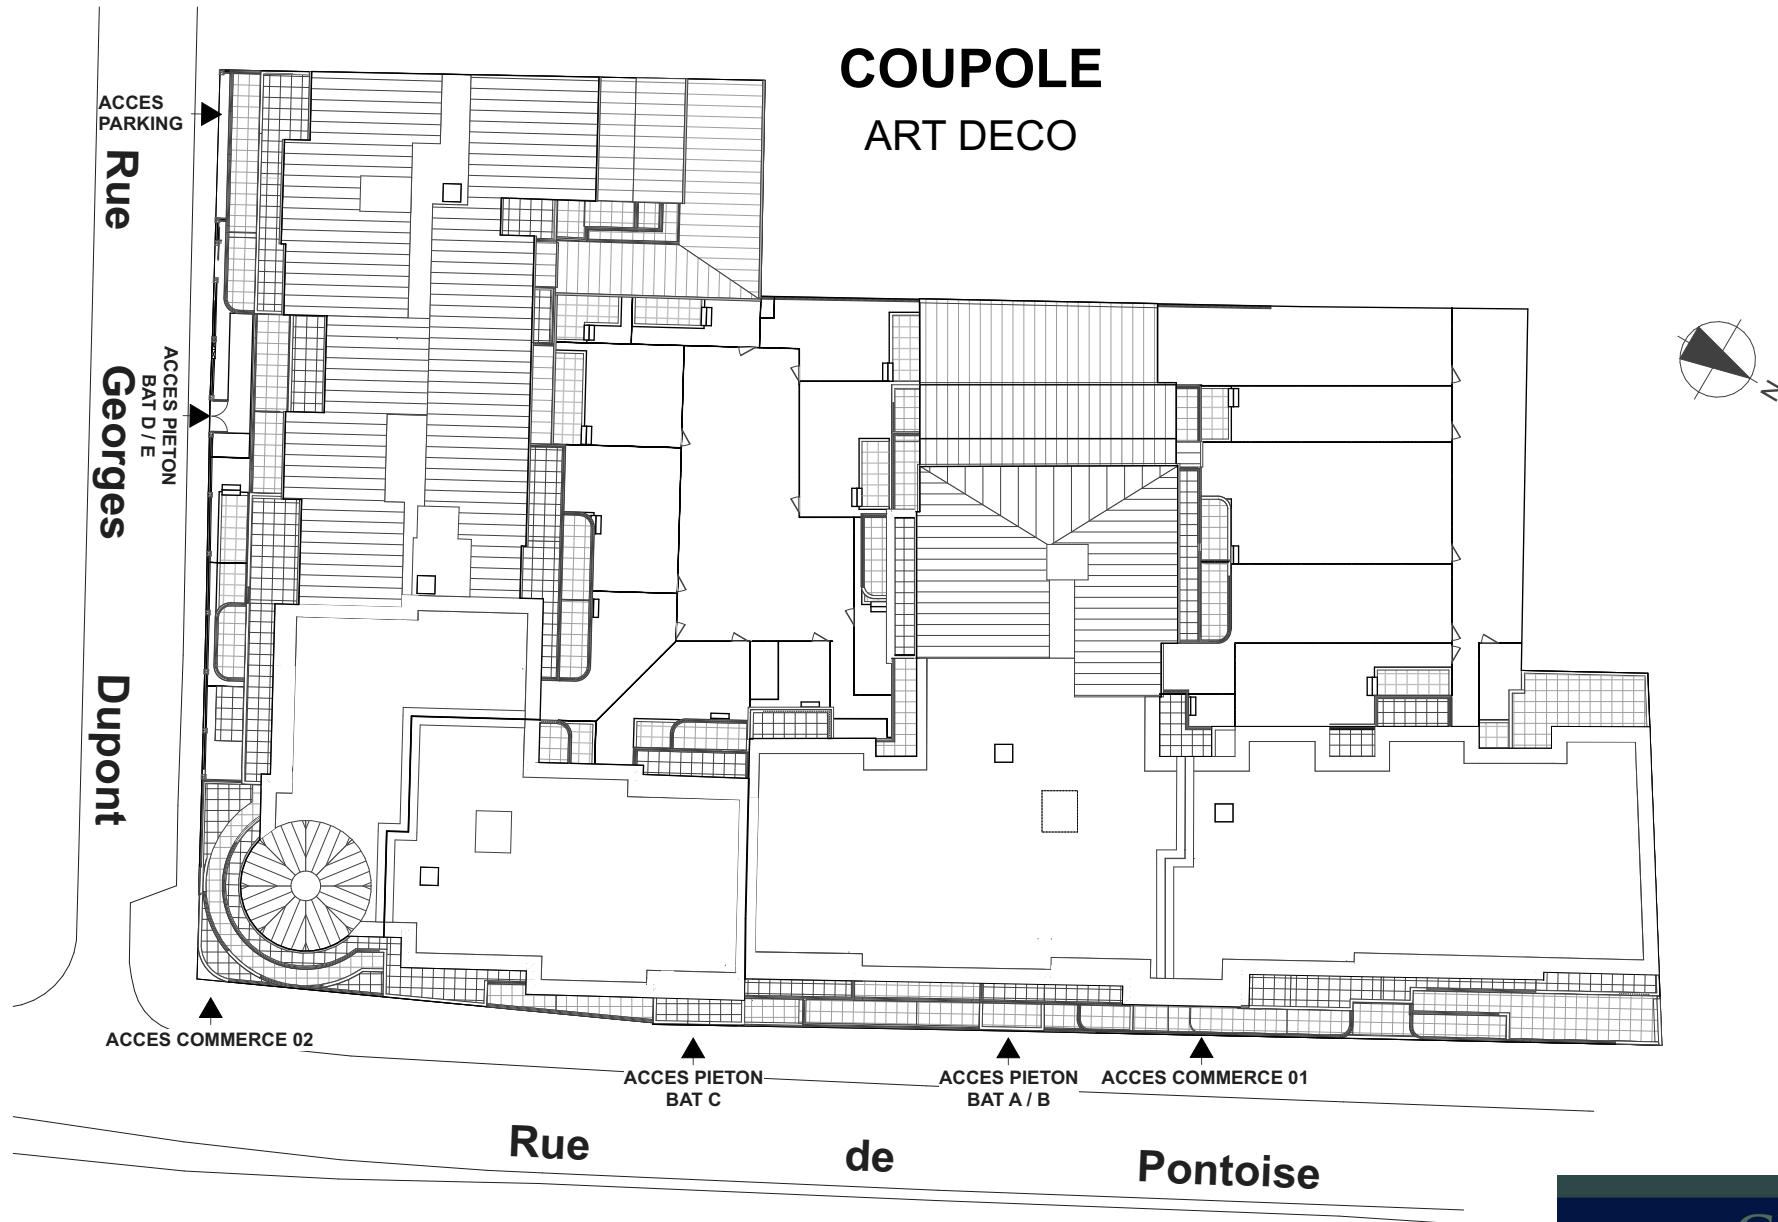 COUPOLE
ART DECO
ACCES
PARKING
Rue
Georges
Dupont
ACCES PIETON
BAT D / E
N
ACCES COMMERCE 02
ACCES PIETON
BAT C
ACCES PIETON
BAT A / B
ACCES COMMERCE 01
Rue de Pontoise